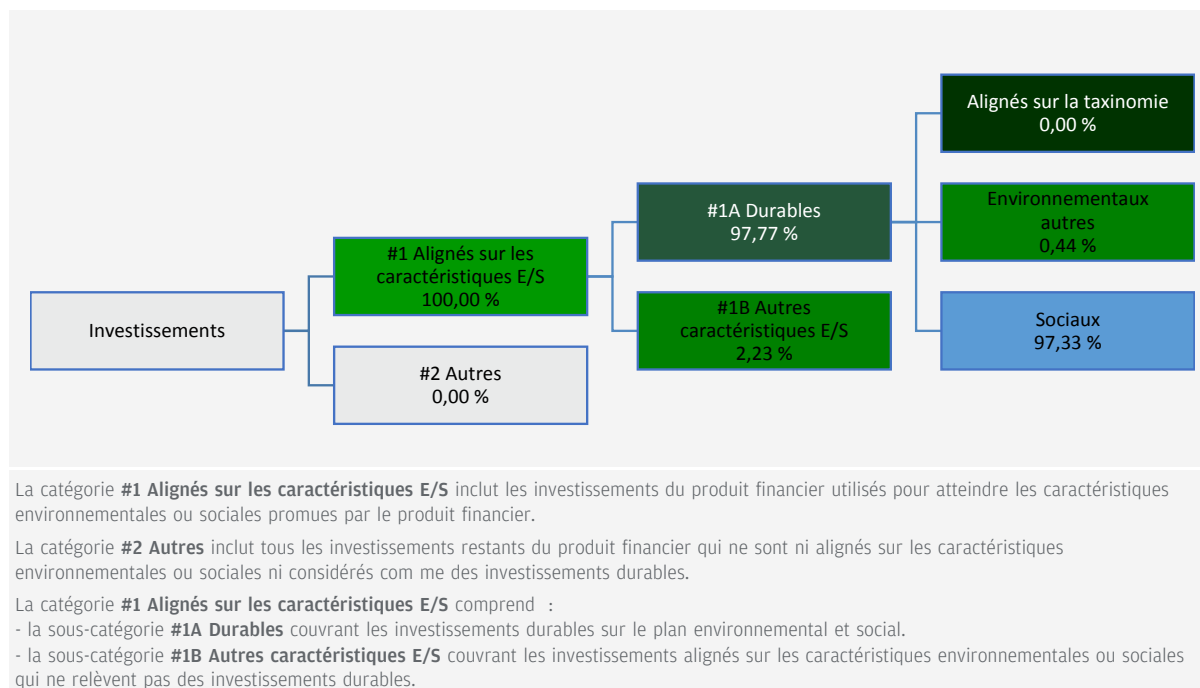 Alignés sur la taxinomie
0,00 %
#1A Durables
97,77 %
Environnementaux
autres
0,44 %
#1 Alignés sur les
caractéristiques E/S
100,00 %
Investissements
#1B Autres
caractéristiques E/S
2,23 %
Sociaux
97,33 %
#2 Autres
0,00 %
La catégorie #1 Alignés sur les caractéristiques E/S inclut les investissements du produit financier utilisés pour atteindre les caractéristiques
environnementales ou sociales promues par le produit financier.
La catégorie #2 Autres inclut tous les investissements restants du produit financier qui ne sont ni alignés sur les caractéristiques
environnementales ou sociales ni considérés com me des investissements durables.
La catégorie #1 Alignés sur les caractéristiques E/S comprend :
- la sous-catégorie #1A Durables couvrant les investissements durables sur le plan environnemental et social.
- la sous-catégorie #1B Autres caractéristiques E/S couvrant les investissements alignés sur les caractéristiques environnementales ou sociales
qui ne relèvent pas des investissements durables.